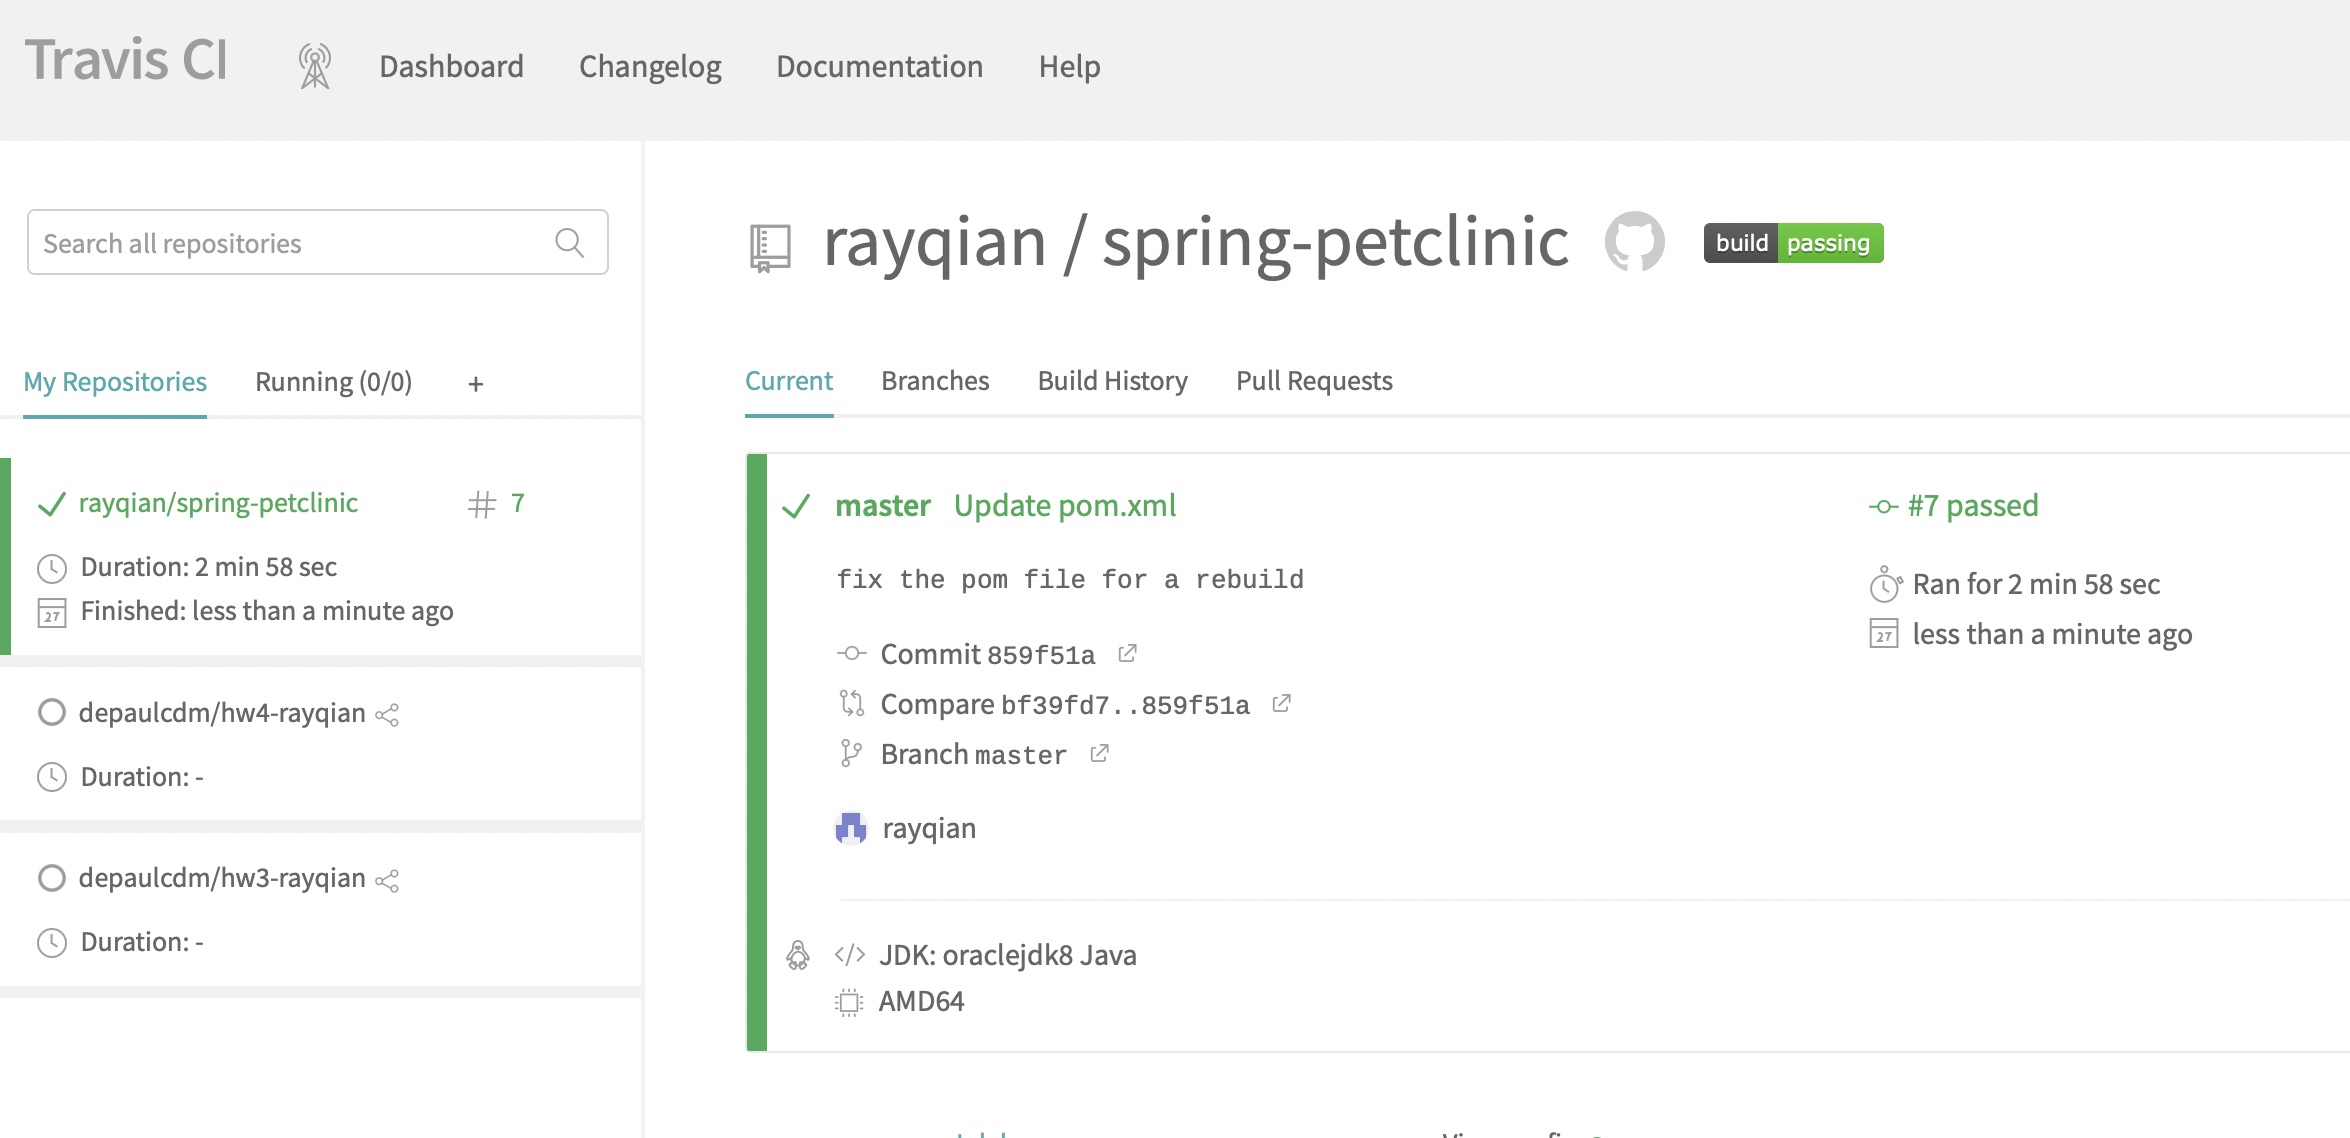 Travis CI
Dashboard
Changelog
Documentation
Help
Search all repositories
My Repositories
Running (0/0)
+
rayqian/spring-petclinic
# 7
Duration: 2 min 58 sec
27
Finished: less than a minute ago
depaulcdm/hw4-rayqian
Duration: -
depaulcdm/hw3-rayqian
Duration: -
rayqian / spring-petclinic
build passing
Current
Branches
Build History
Pull Requests
master Update pom.xml
fix the pom file for a rebuild
Commit 859f51a
Compare bf39fd7..859f51a
Branch master
rayqian
#7 passed
Ran for 2 min 58 sec
27
less than a minute ago
</> JDK: oraclejdk8 Java
AMD64